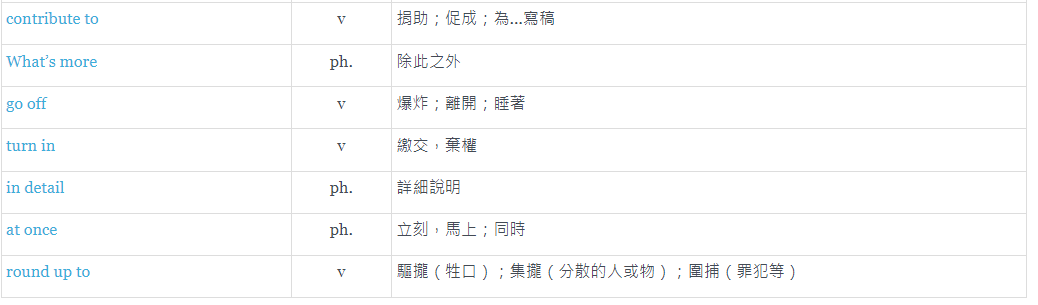 contribute to v 捐助；促成；為...寫稿
What’s more ph. 除此之外
go off v 爆炸；離開；睡著
turn in v 繳交，棄權
in detail ph. 詳細說明
at once ph. 立刻，馬上；同時
round up to v 驅攏（牲口）；集攏（分散的人或物）；圍捕（罪犯等）